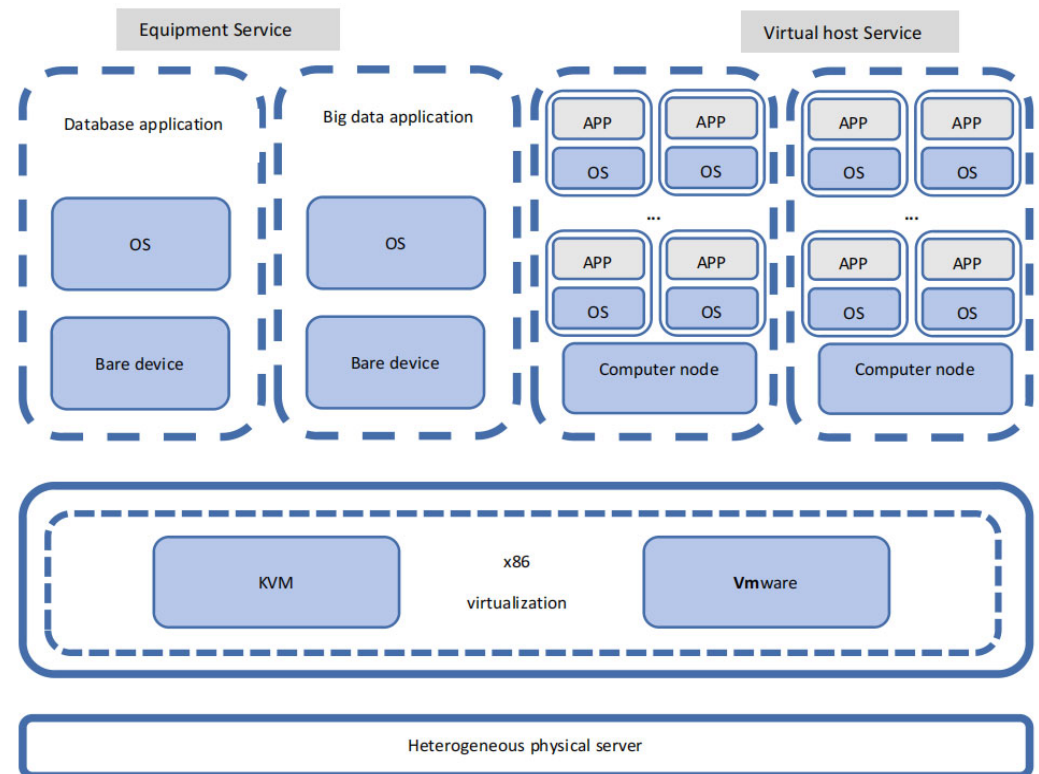 Equipment Service
Virtual host Service
Database application
OS
Bare device
Big data application
OS
Bare device
APP
APP
OS
OS
...
APP
APP
OS
OS
Computer node
APP
APP
OS
OS
...
APP
APP
OS
OS
Computer node
KVM
x86
virtualization
Vmware
Heterogeneous physical server